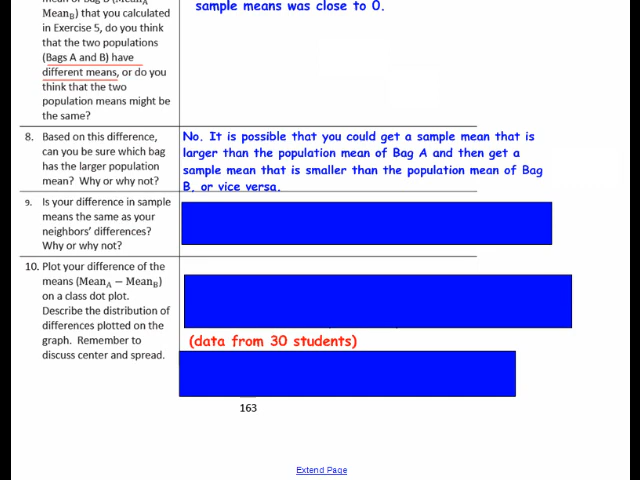 mean of Bag B (Mean_A
Mean_B) that you calculated
in Exercise 5, do you think
that the two populations
(Bags A and B) have
different means, or do you
think that the two
population means might be
the same?
sample means was close to 0.
8. Based on this difference,
can you be sure which bag
has the larger population
mean? Why or why not?
No. It is possible that you could get a sample mean that is
larger than the population mean of Bag A and then get a
sample mean that is smaller than the population mean of Bag
B, or vice versa.
9. Is your difference in sample
means the same as your
neighbors' differences?
Why or why not?
10. Plot your difference of the
means (Mean_A − Mean_B)
on a class dot plot.
Describe the distribution of
differences plotted on the
graph. Remember to
discuss center and spread.
(data from 30 students)
163
Extend Page